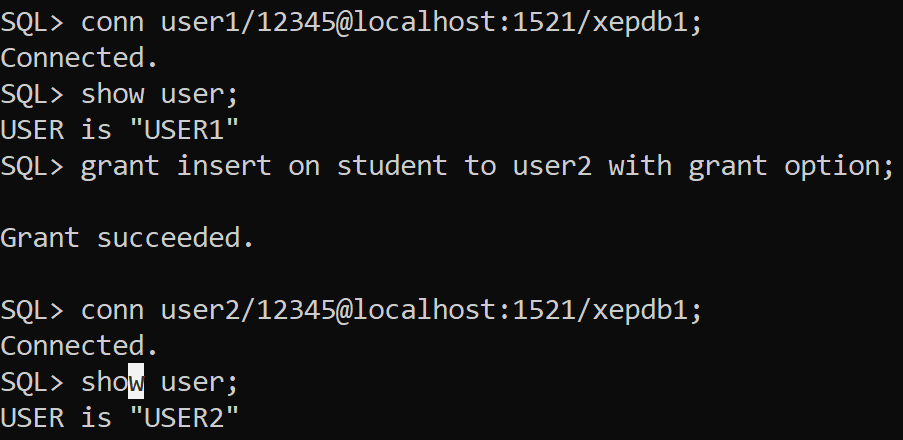 SQL> conn user1/12345@localhost:1521/xepdb1;
Connected.
SQL> show user;
USER is "USER1"
SQL> grant insert on student to user2 with grant option;
Grant succeeded.
SQL> conn user2/12345@localhost:1521/xepdb1;
Connected.
SQL> show user;
USER is "USER2"